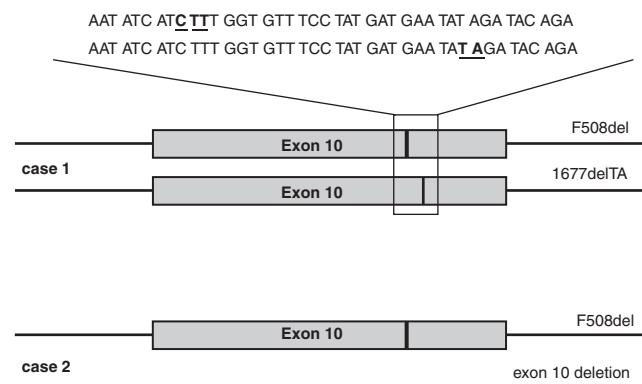 AAT ATC ATC TTT GGT GTT TCC TAT GAT GAA TAT AGA TAC AGA
AAT ATC ATC TTT GGT GTT TCC TAT GAT GAA TAT AGA TAC AGA
F508del
Exon 10
case 1
1677delTA
Exon 10
F508del
Exon 10
case 2
exon 10 deletion